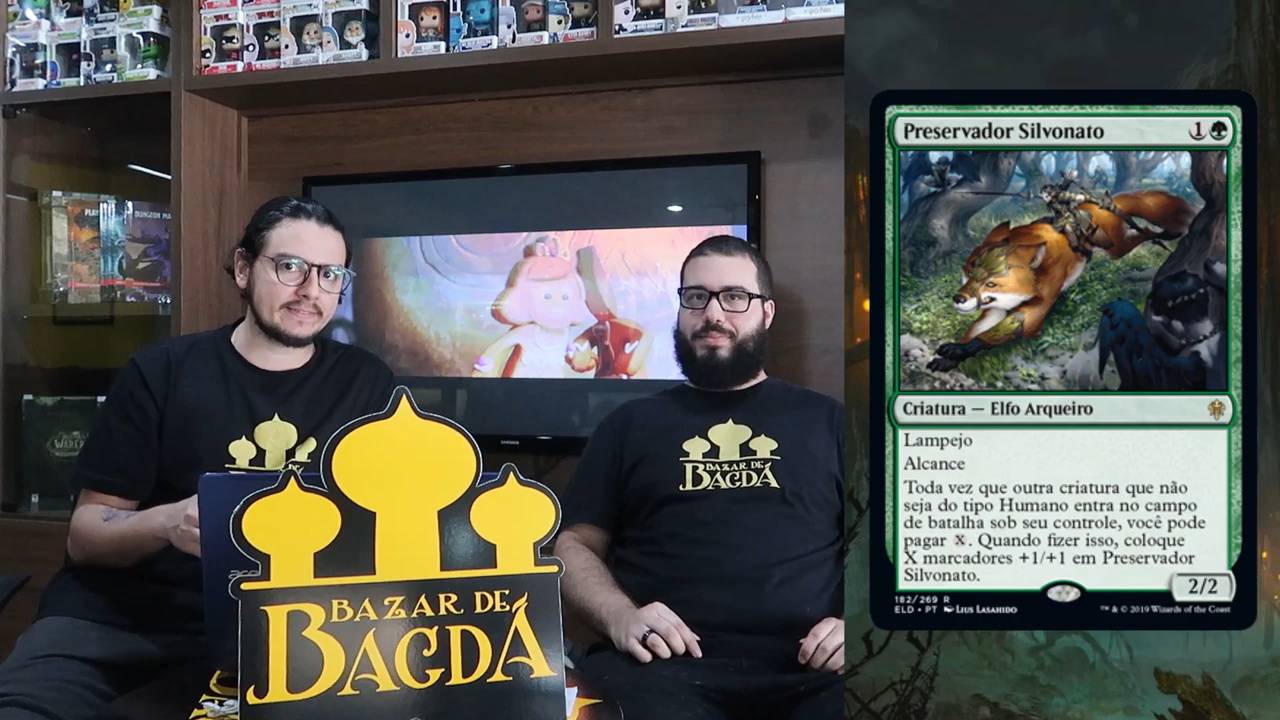 DUNGEON MA
BAZAR DE
BAGDÁ
BAZAR DE
BAGDÁ
Preservador Silvonato
1
Criatura — Elfo Arqueiro
Lampejo
Alcance
Toda vez que outra criatura que não
seja do tipo Humano entra no campo
de batalha sob seu controle, você pode
pagar X. Quando fizer isso, coloque
X marcadores +1/+1 em Preservador
Silvonato.
2/2
182/269 R
ELD • PT Lius Lasahido
™ & © 2019 Wizards of the Coast